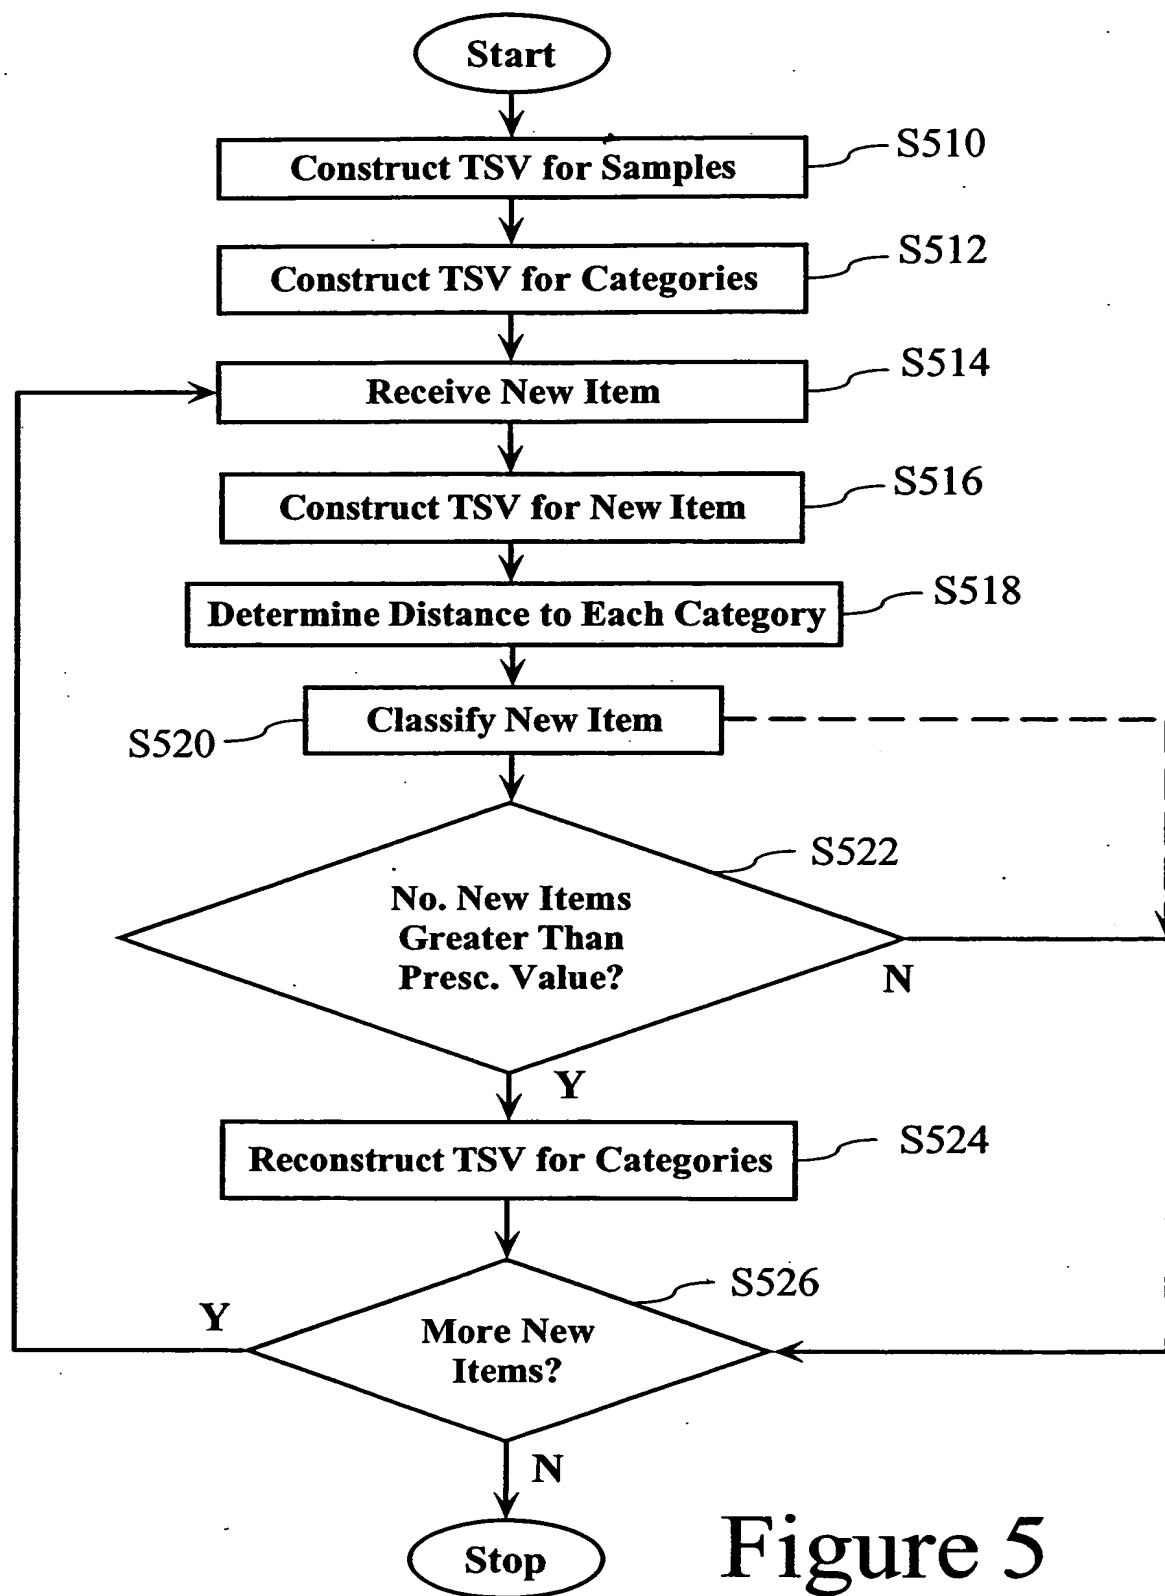 Start
Construct TSV for Samples
S510
Construct TSV for Categories
S512
Receive New Item
S514
Construct TSV for New Item
S516
Determine Distance to Each Category
S518
Classify New Item
S520
No. New Items
Greater Than
Presc. Value?
S522
N
Y
Reconstruct TSV for Categories
S524
More New
Items?
S526
Y
N
Stop
Figure 5